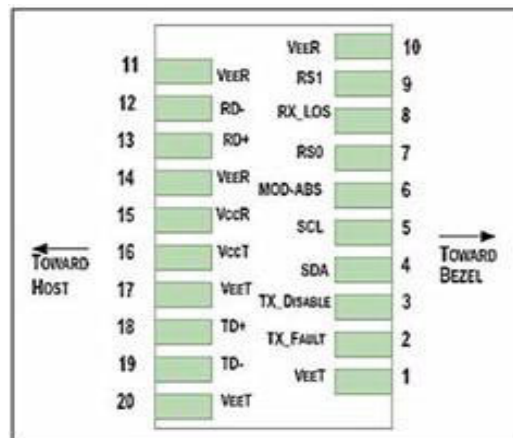 VEER 10
11 VEER
RS1 9
12 RD-
RX_LOS 8
13 RD+
RS0 7
14 VEER
MOD-ABS 6
15 VCCR
SCL 5
16 VCCT
TOWARD HOST
TOWARD BEZEL
SDA 4
17 VEET
TX_DISABLE 3
18 TD+
TX_FAULT 2
19 TD-
VEET 1
20 VEET